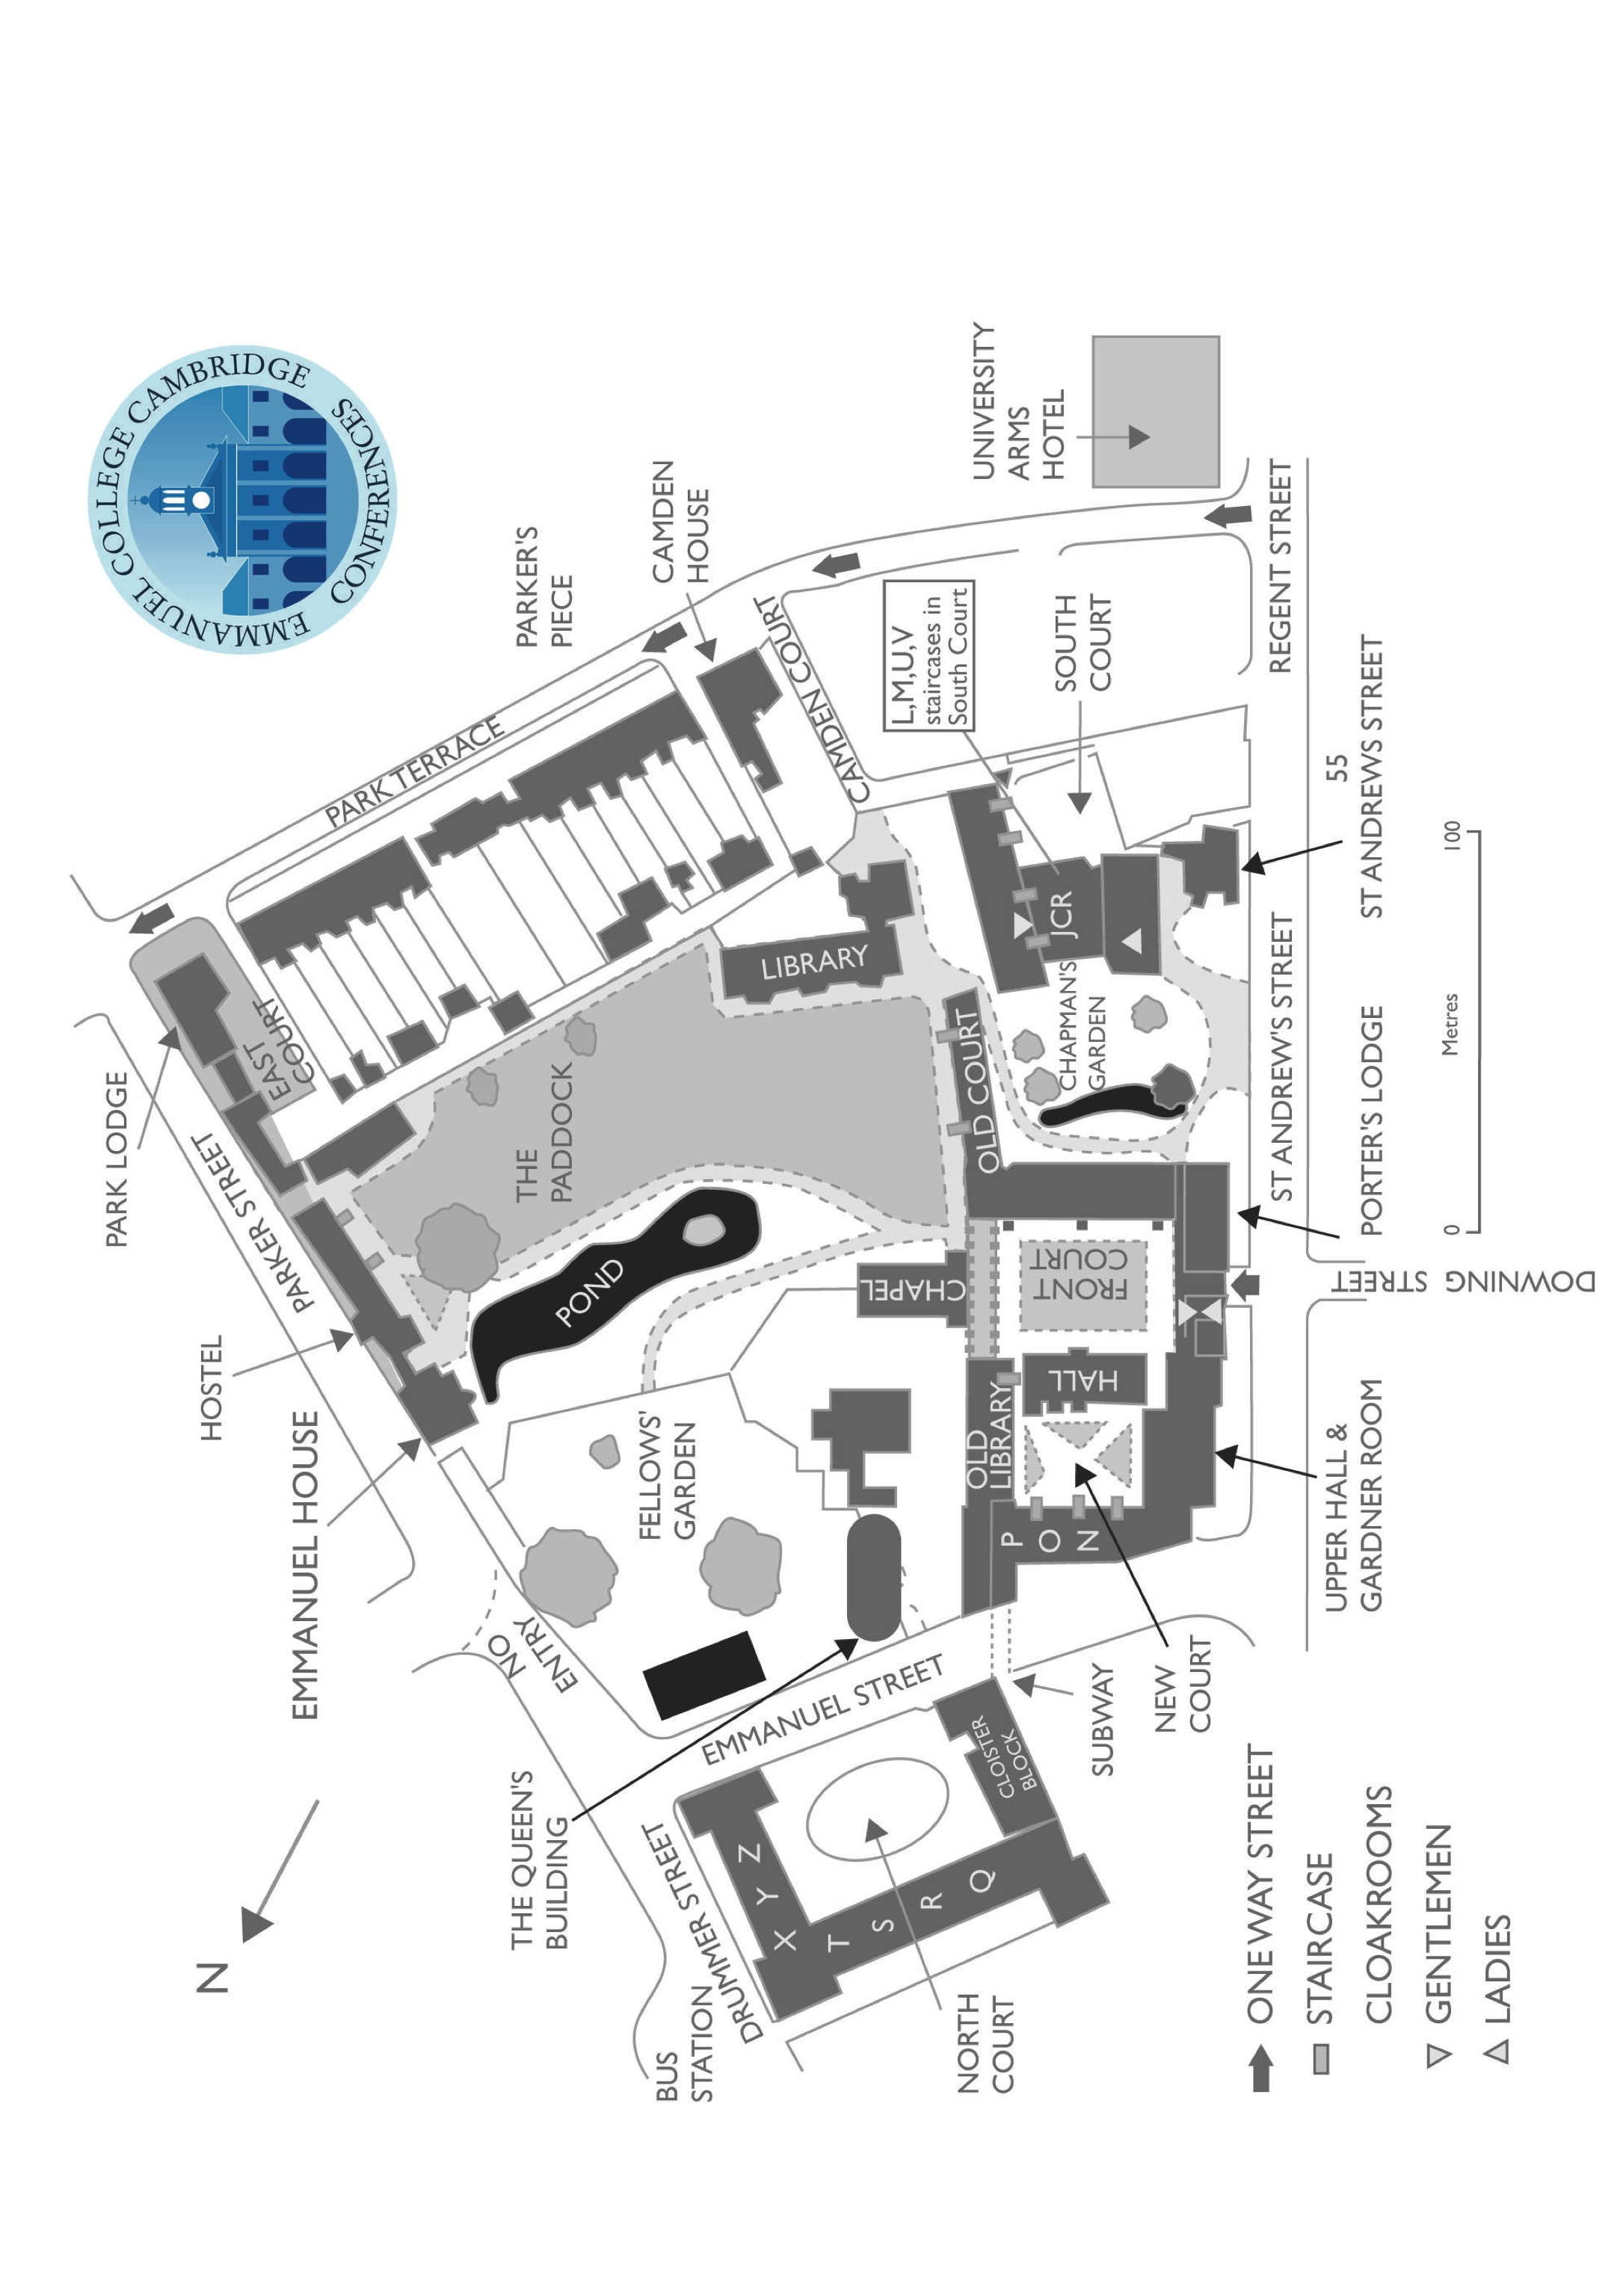 EMMANUEL COLLEGE CAMBRIDGE
CONFERENCES
N
PARK LODGE
PARKER STREET
HOSTEL
EMMANUEL HOUSE
EAST
COURT
PARK TERRACE
PARKER'S
PIECE
CAMDEN
HOUSE
CAMDEN COURT
CAMDEN COURT
UNIVERSITY
ARMS
HOTEL
L,M,U,V
staircases in
South Court
SOUTH
COURT
REGENT STREET
55
ST ANDREWS STREET
THE
PADDOCK
POND
LIBRARY
JCR
CHAPMAN'S
GARDEN
OLD COURT
CHAPEL
FRONT
COURT
HALL
OLD
LIBRARY
P
O
N
FELLOWS'
GARDEN
NO
ENTRY
THE QUEEN'S
BUILDING
EMMANUEL STREET
DRUMMER STREET
BUS
STATION
X Y Z
T S R Q
CLOISTER
BLOCK
NORTH
COURT
SUBWAY
NEW
COURT
UPPER HALL &
GARDNER ROOM
DOWNING STREET
PORTER'S LODGE
ST ANDREW'S STREET
0
Metres
100
ONE WAY STREET
STAIRCASE
CLOAKROOMS
GENTLEMEN
LADIES